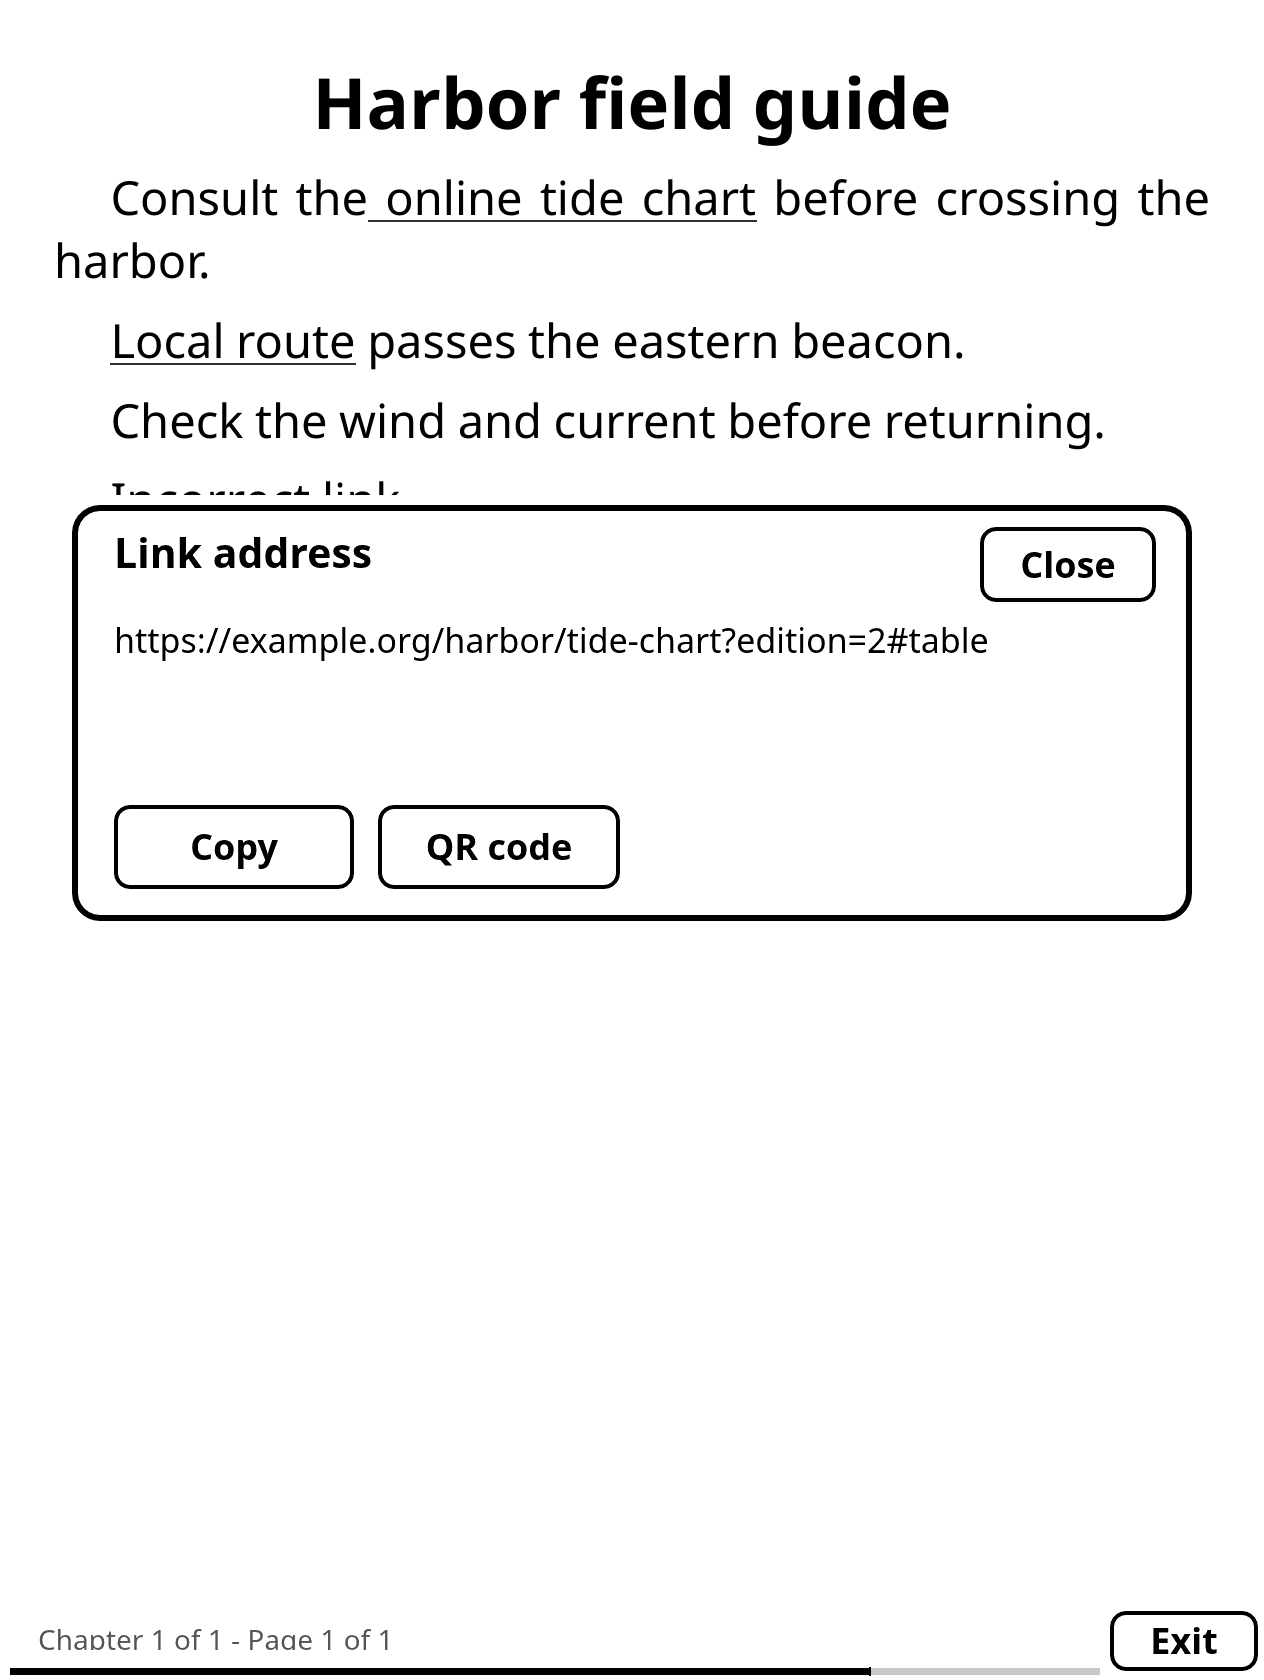 Harbor field guide
Consult the online tide chart before crossing the
harbor.
Local route passes the eastern beacon.
Check the wind and current before returning.
Incorrect link
Link address
Close
https://example.org/harbor/tide-chart?edition=2#table
Copy
QR code
Chapter 1 of 1 - Page 1 of 1
Exit